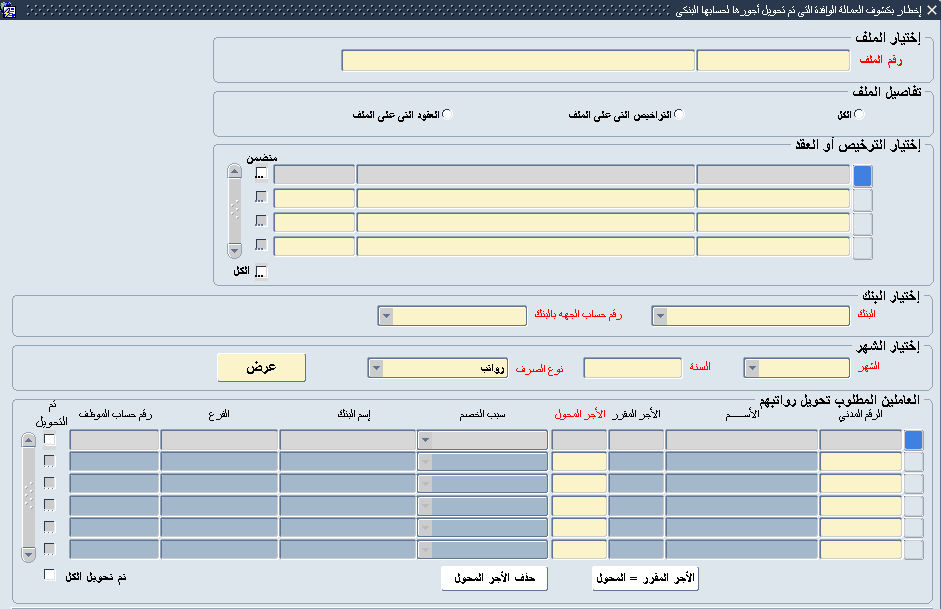 إخطار بكشوف العمالة الوافدة التى تم تحويل أجورها لحسابها البنكى
إختيار الملف
رقم الملف
تفاصيل الملف
الكل
التراخيص التى على الملف
العقود التى على الملف
إختيار الترخيص أو العقد
متضمن
الكل
إختيار البنك
البنك
رقم حساب الجهه بالبنك
إختيار الشهر
الشهر
السنة
نوع الصرف
رواتب
عرض
العاملين المطلوب تحويل رواتبهم
الرقم المدني
الأســـم
الأجر المقرر
الأجر المحول
سبب الخصم
إسم البنك
الفرع
رقم حساب الموظف
تم
التحويل
الأجر المقرر = المحول
حذف الأجر المحول
تم تحويل الكل